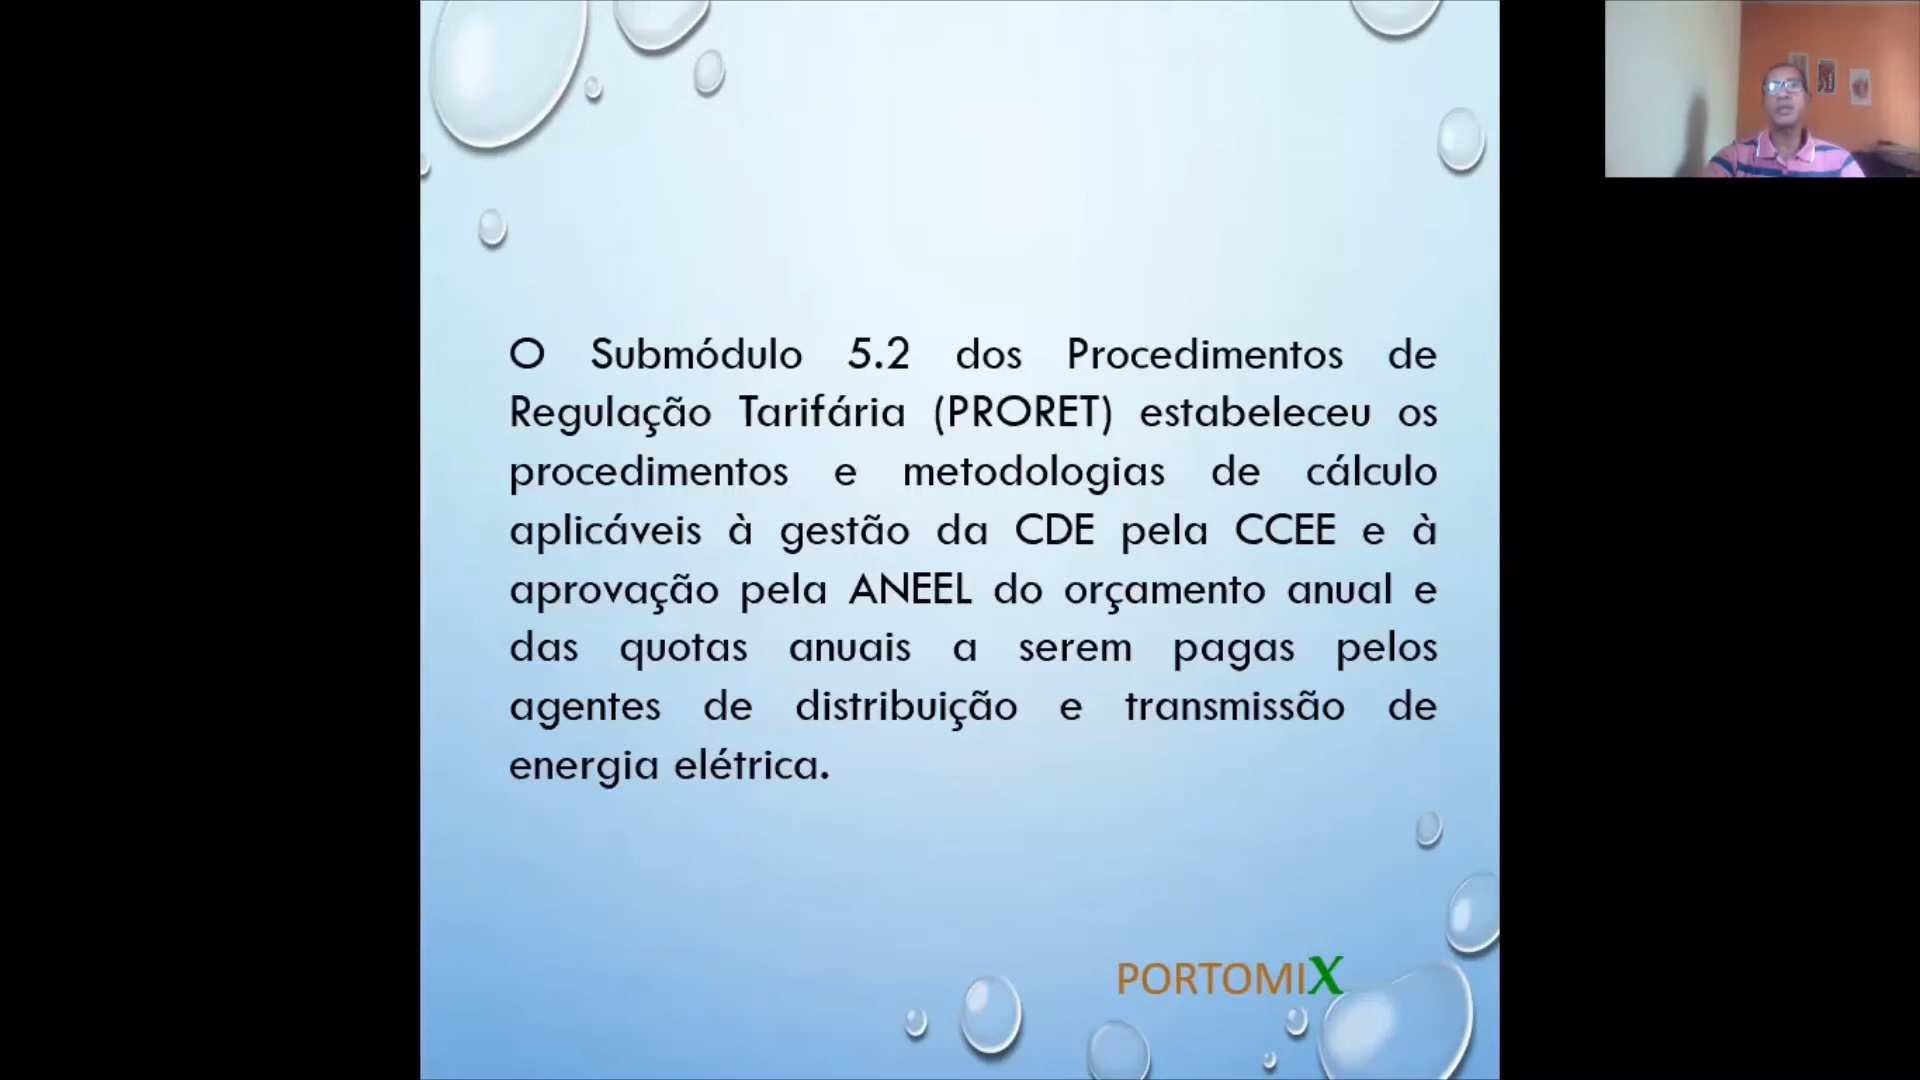 O Submódulo 5.2 dos Procedimentos de
Regulação Tarifária (PRORET) estabeleceu os
procedimentos e metodologias de cálculo
aplicáveis à gestão da CDE pela CCEE e à
aprovação pela ANEEL do orçamento anual e
das quotas anuais a serem pagas pelos
agentes de distribuição e transmissão de
energia elétrica.
PORTOMIX